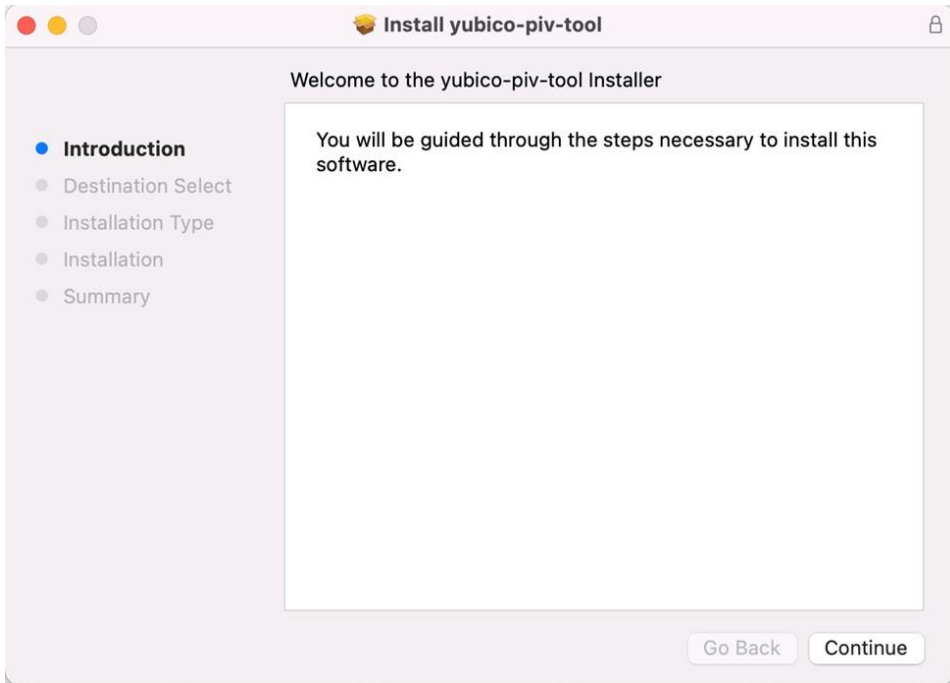 Install yubico-piv-tool
Welcome to the yubico-piv-tool Installer
Introduction
Destination Select
Installation Type
Installation
Summary
You will be guided through the steps necessary to install this
software.
Go Back
Continue